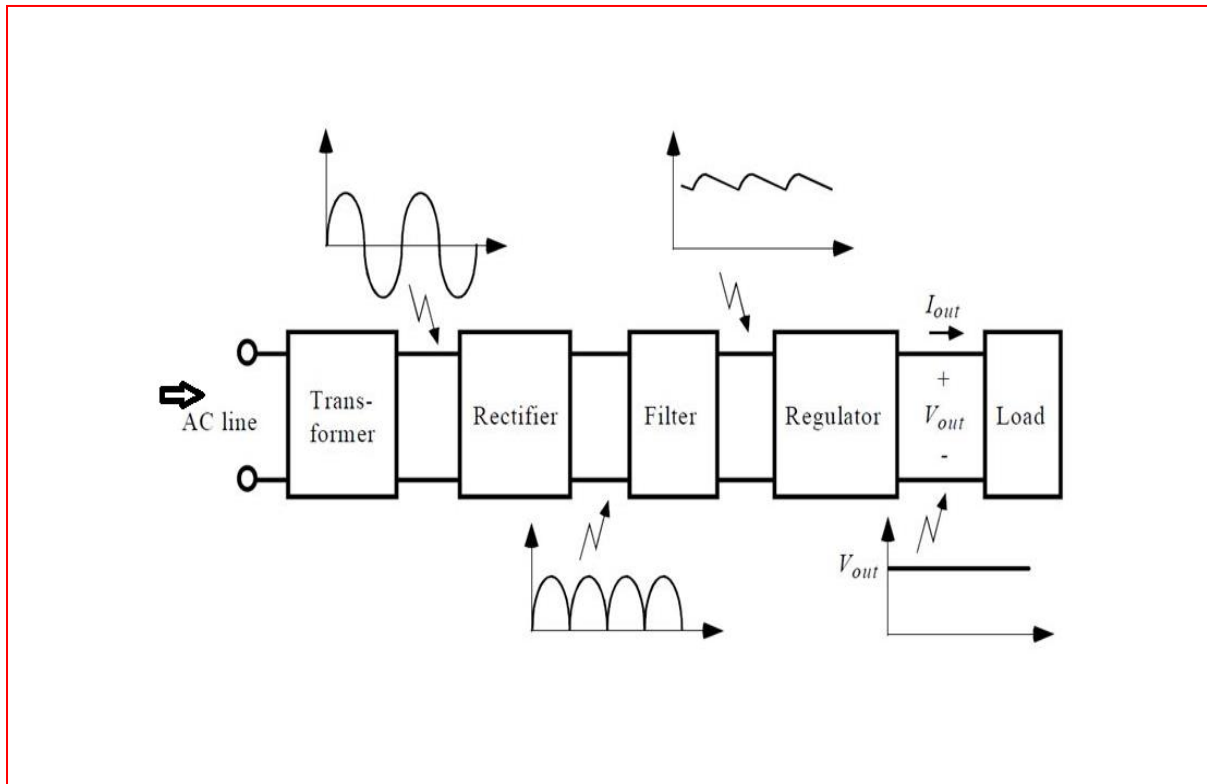 AC line
Trans-
former
Rectifier
Filter
Regulator
Iout
+
Vout
-
Load
Vout